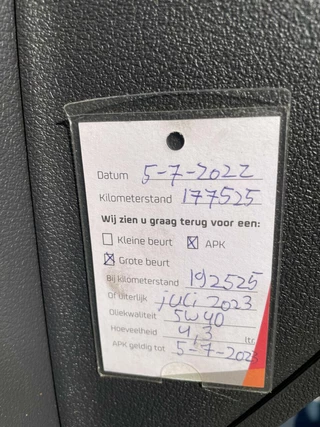 Datum 5-7-2022
Kilometerstand 177525
Wij zien u graag terug voor een:
Kleine beurt APK
Grote beurt
Bij kilometerstand 192525
Of uiterlijk juli 2023
Oliekwaliteit 5W40
Hoeveelheid 4,3 ltr.
APK geldig tot 5-7-2023